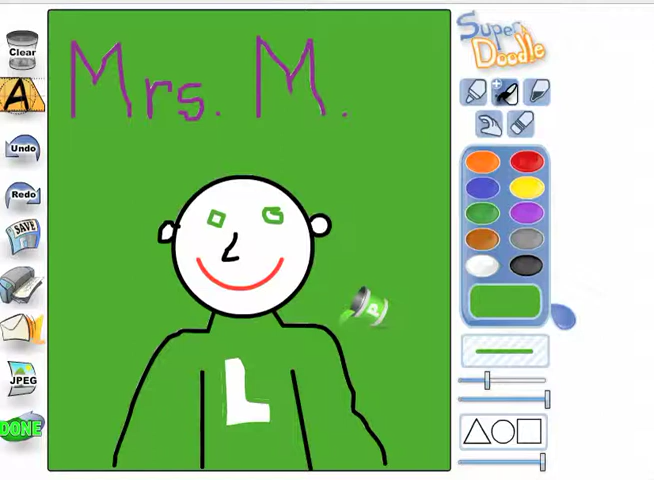 Mrs. M.
L
Super
Doodle
Clear
A
Undo
Redo
SAVE
JPEG
DONE
P